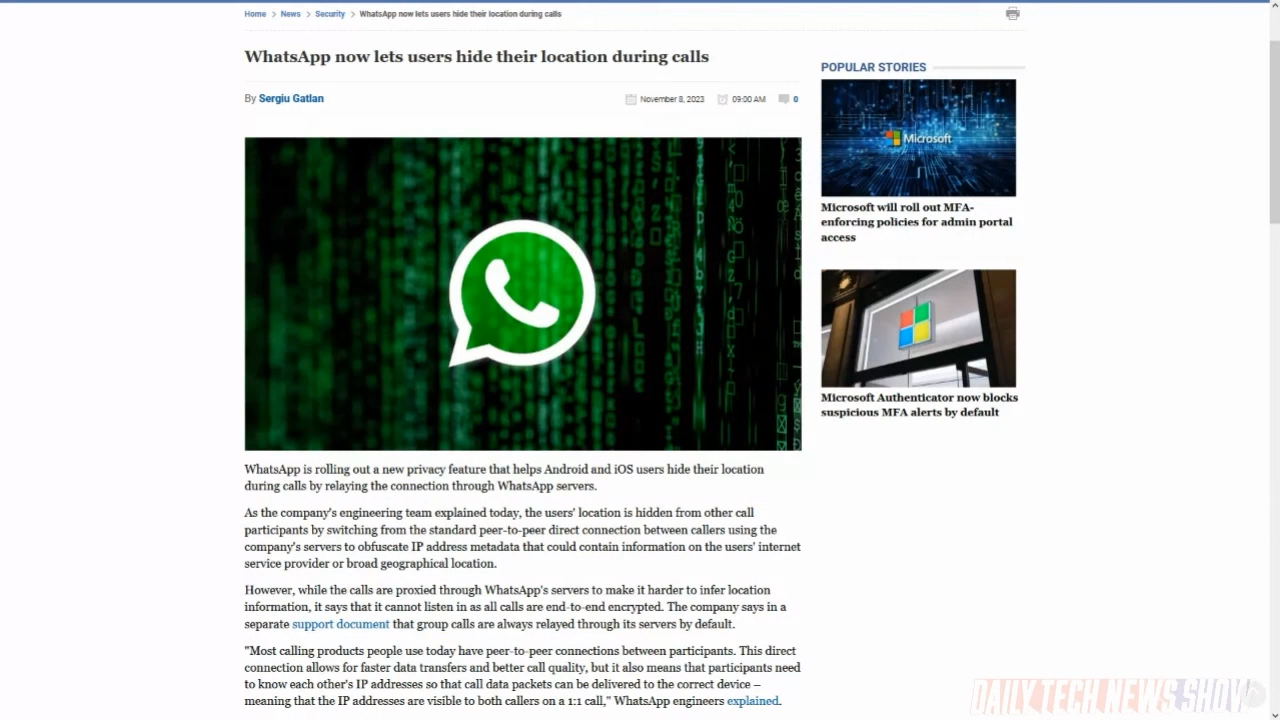 Home > News > Security > WhatsApp now lets users hide their location during calls
WhatsApp now lets users hide their location during calls
By Sergiu Gatlan
November 8, 2023
09:00 AM
0
WhatsApp is rolling out a new privacy feature that helps Android and iOS users hide their location
during calls by relaying the connection through WhatsApp servers.
As the company's engineering team explained today, the users' location is hidden from other call
participants by switching from the standard peer-to-peer direct connection between callers using the
company's servers to obfuscate IP address metadata that could contain information on the users' internet
service provider or broad geographical location.
However, while the calls are proxied through WhatsApp's servers to make it harder to infer location
information, it says that it cannot listen in as all calls are end-to-end encrypted. The company says in a
separate support document that group calls are always relayed through its servers by default.
"Most calling products people use today have peer-to-peer connections between participants. This direct
connection allows for faster data transfers and better call quality, but it also means that participants need
to know each other's IP addresses so that call data packets can be delivered to the correct device –
meaning that the IP addresses are visible to both callers on a 1:1 call," WhatsApp engineers explained.
POPULAR STORIES
Microsoft
Microsoft will roll out MFA-
enforcing policies for admin portal
access
Microsoft Authenticator now blocks
suspicious MFA alerts by default
DAILY TECH NEWS SHOW